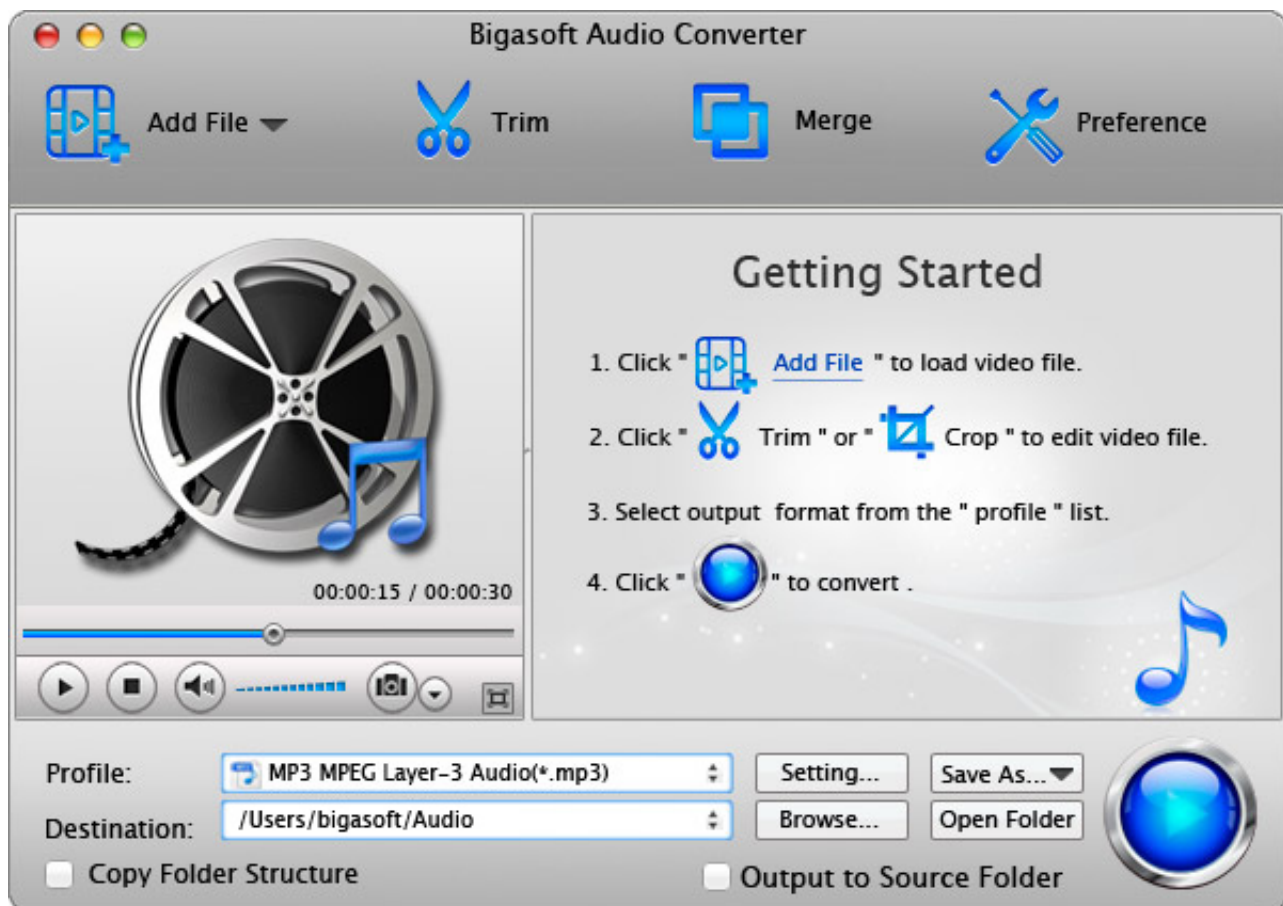 Bigasoft Audio Converter
Add File
Trim
Merge
Preference
Getting Started
1. Click " Add File " to load video file.
2. Click " Trim " or " Crop " to edit video file.
3. Select output format from the " profile " list.
4. Click " " to convert .
00:00:15 / 00:00:30
Profile:
MP3 MPEG Layer-3 Audio(*.mp3)
Setting...
Save As...
Destination:
/Users/bigasoft/Audio
Browse...
Open Folder
Copy Folder Structure
Output to Source Folder